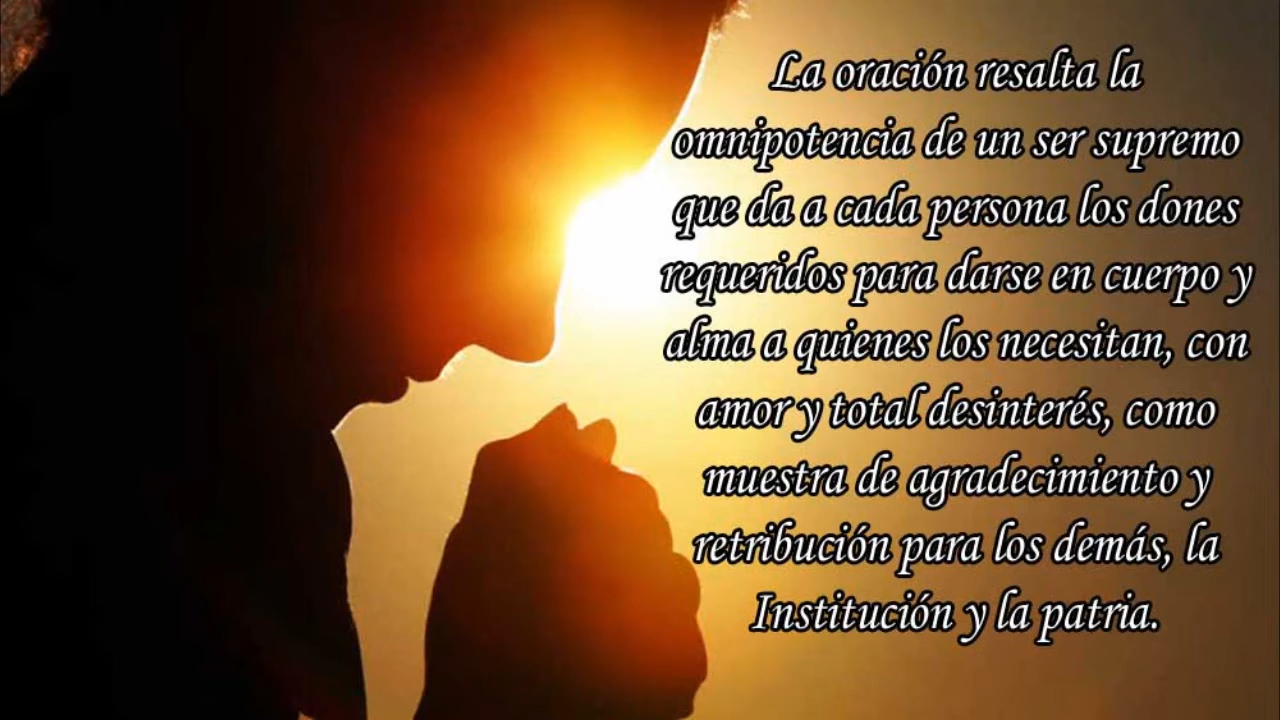 La oración resalta la
omnipotencia de un ser supremo
que da a cada persona los dones
requeridos para darse en cuerpo y
alma a quienes los necesitan, con
amor y total desinterés, como
muestra de agradecimiento y
retribución para los demás, la
Institución y la patria.